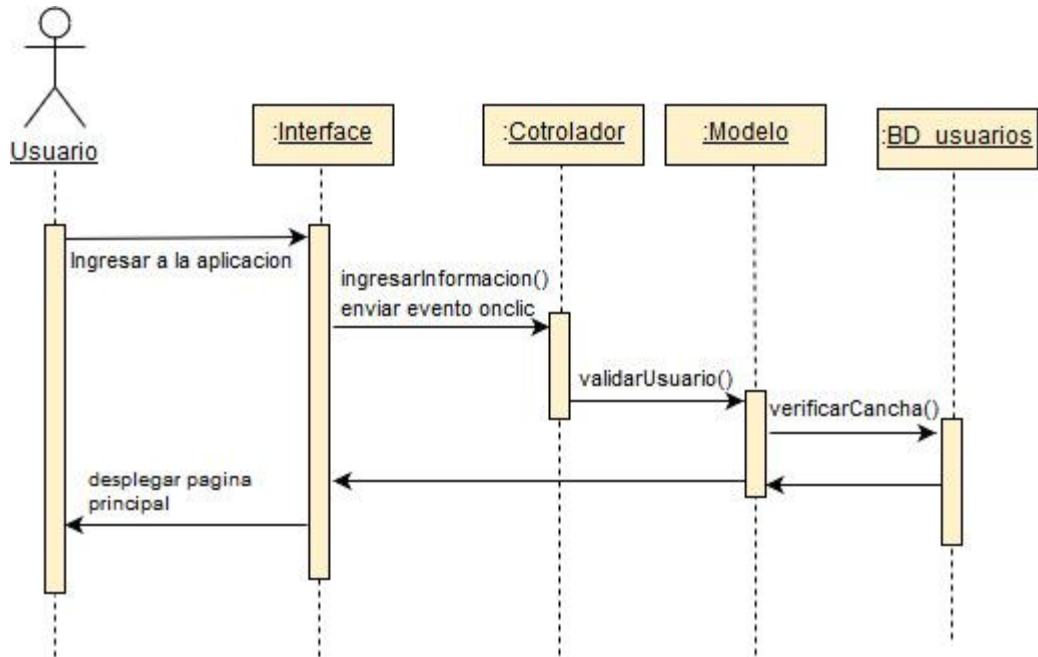 Usuario
:Interface
:Cotrolador
:Modelo
:BD_usuarios
Ingresar a la aplicacion
ingresarInformacion()
enviar evento onclic
validarUsuario()
verificarCancha()
desplegar pagina
principal